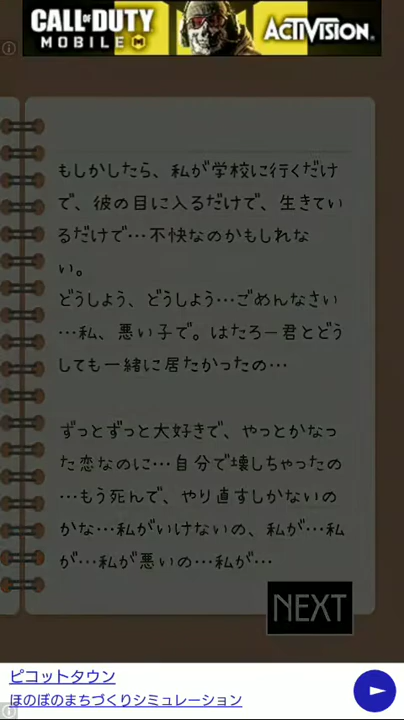 CALL OF DUTY
MOBILE
ACTIVISION
もしかしたら、私が学校に行くだけ
で、彼の目に入るだけで、生きてい
るだけで…不快なのかもしれな
い。
どうしよう、どうしよう…ごめんなさい
…私、悪い子で。はたろー君とどう
しても一緒に居たかったの…
ずっとずっと大好きで、やっとかなっ
た恋なのに…自分で壊しちゃったの
…もう死んで、やり直すしかないの
かな…私がいけないの、私が…私
が…私が悪いの…私が…
NEXT
ピコットタウン
ほのぼのまちづくりシミュレーション